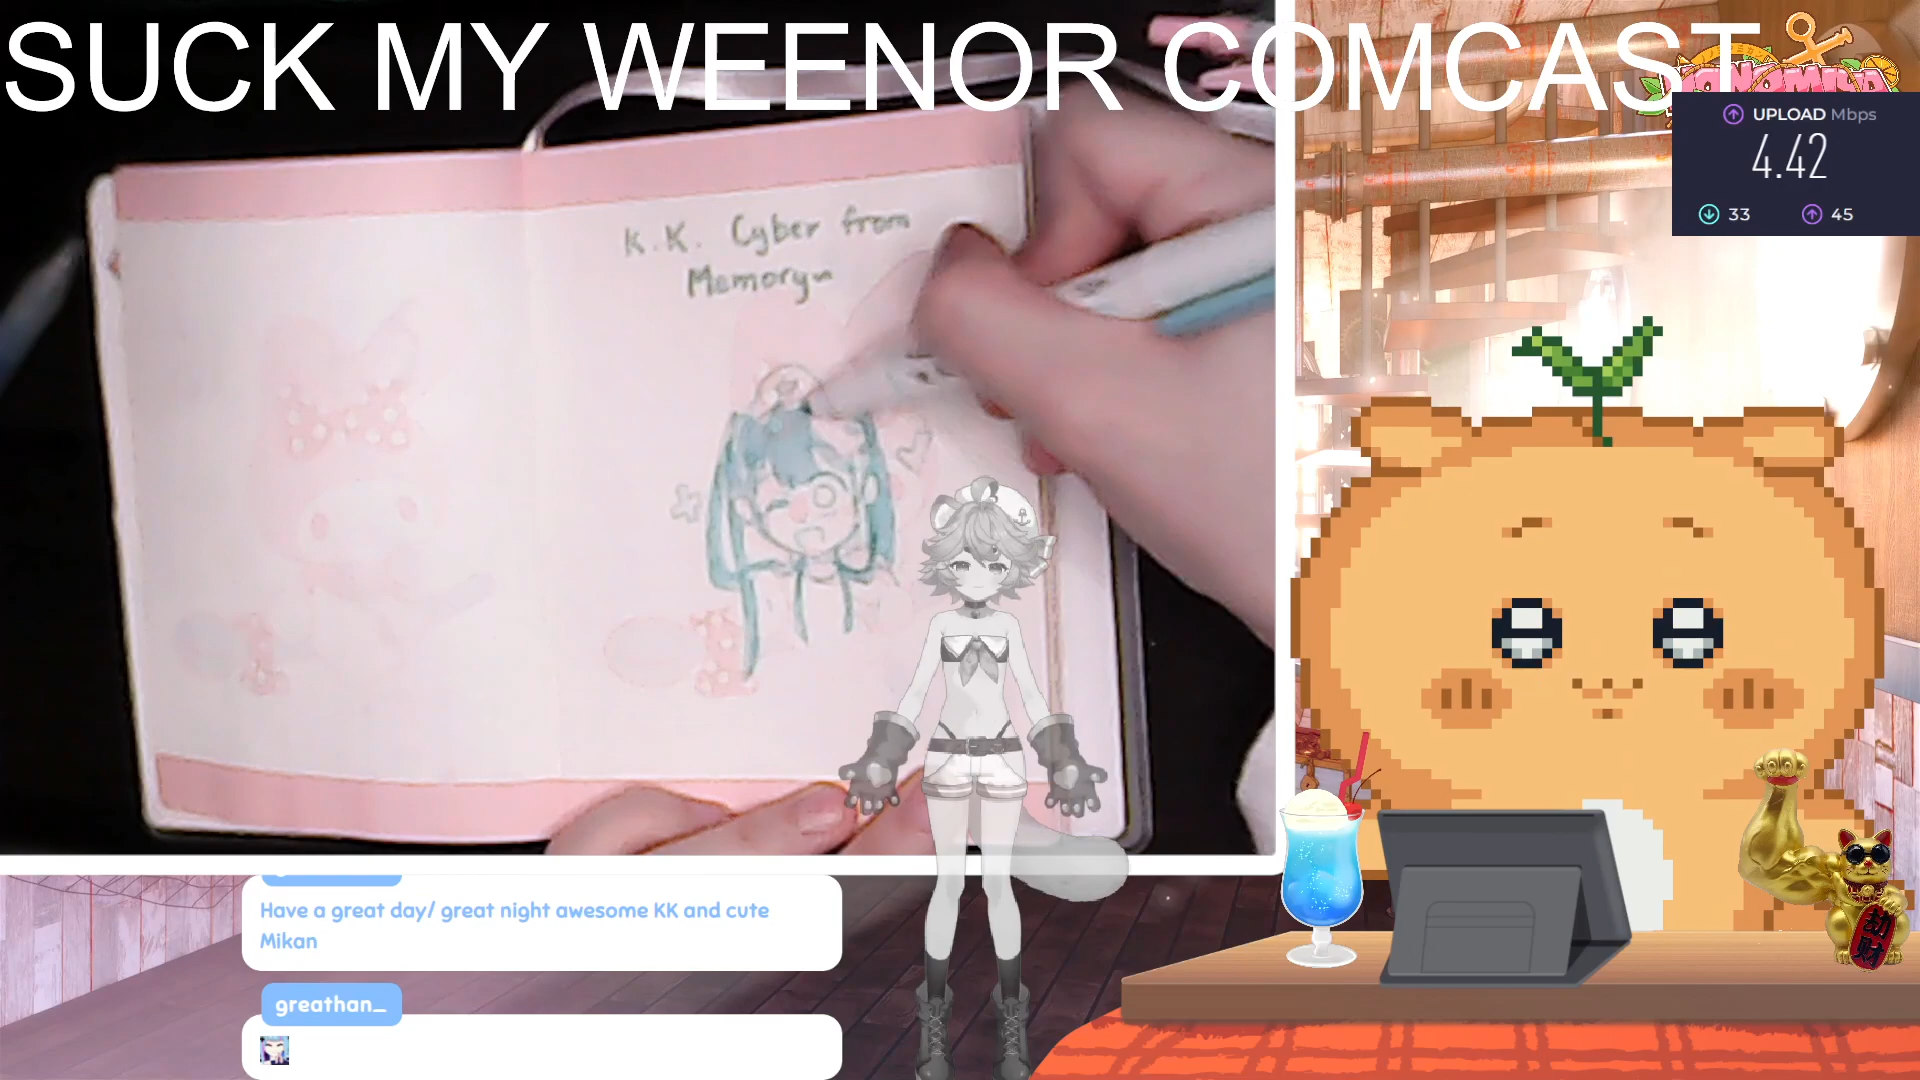 SUCK MY WEENOR COMCAST
UPLOAD Mbps
4.42
33 45
K.K. Cyber from
Memory~
Have a great day/ great night awesome KK and cute
Mikan
greathan_